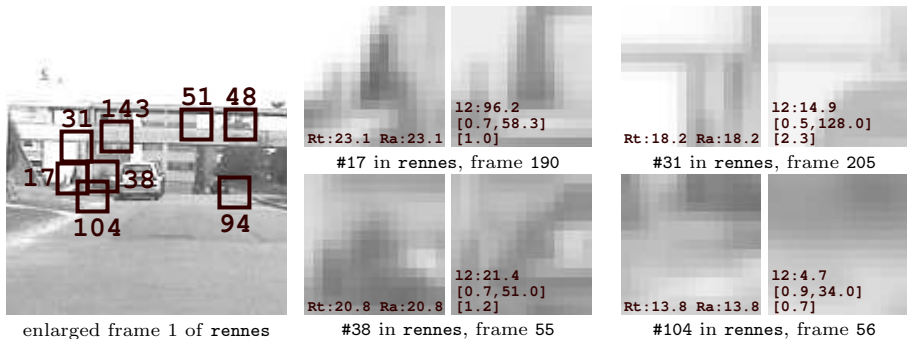 31
143
51
48
17
38
104
94
enlarged frame 1 of rennes
l2:96.2
[0.7,58.3]
Rt:23.1 Ra:23.1
[1.0]
#17 in rennes, frame 190
l2:14.9
[0.5,128.0]
Rt:18.2 Ra:18.2
[2.3]
#31 in rennes, frame 205
l2:21.4
[0.7,51.0]
Rt:20.8 Ra:20.8
[1.2]
#38 in rennes, frame 55
l2:4.7
[0.9,34.0]
Rt:13.8 Ra:13.8
[0.7]
#104 in rennes, frame 56